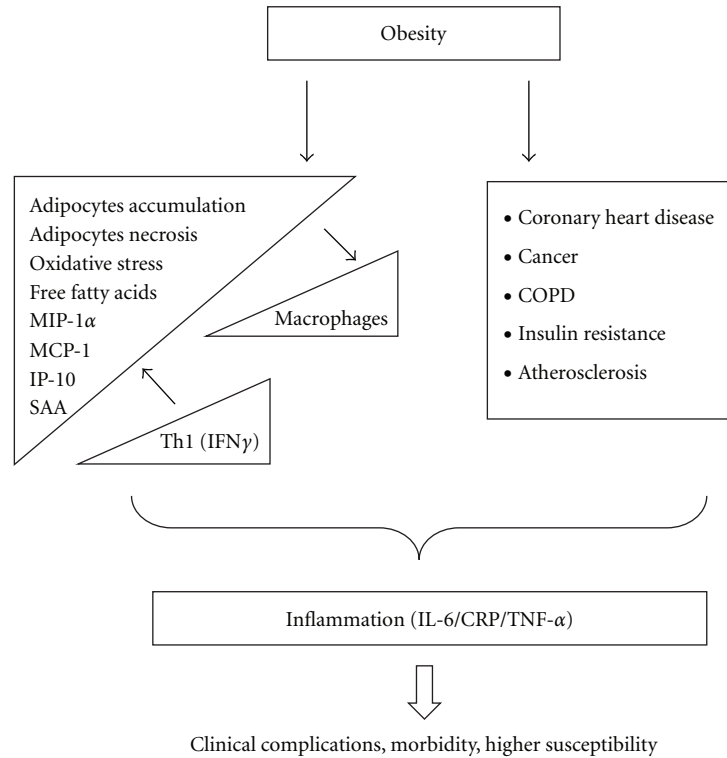 Obesity
Adipocytes accumulation
Adipocytes necrosis
Oxidative stress
Free fatty acids
MIP-1α
MCP-1
IP-10
SAA
Macrophages
Th1 (IFNγ)
• Coronary heart disease
• Cancer
• COPD
• Insulin resistance
• Atherosclerosis
Inflammation (IL-6/CRP/TNF-α)
Clinical complications, morbidity, higher susceptibility